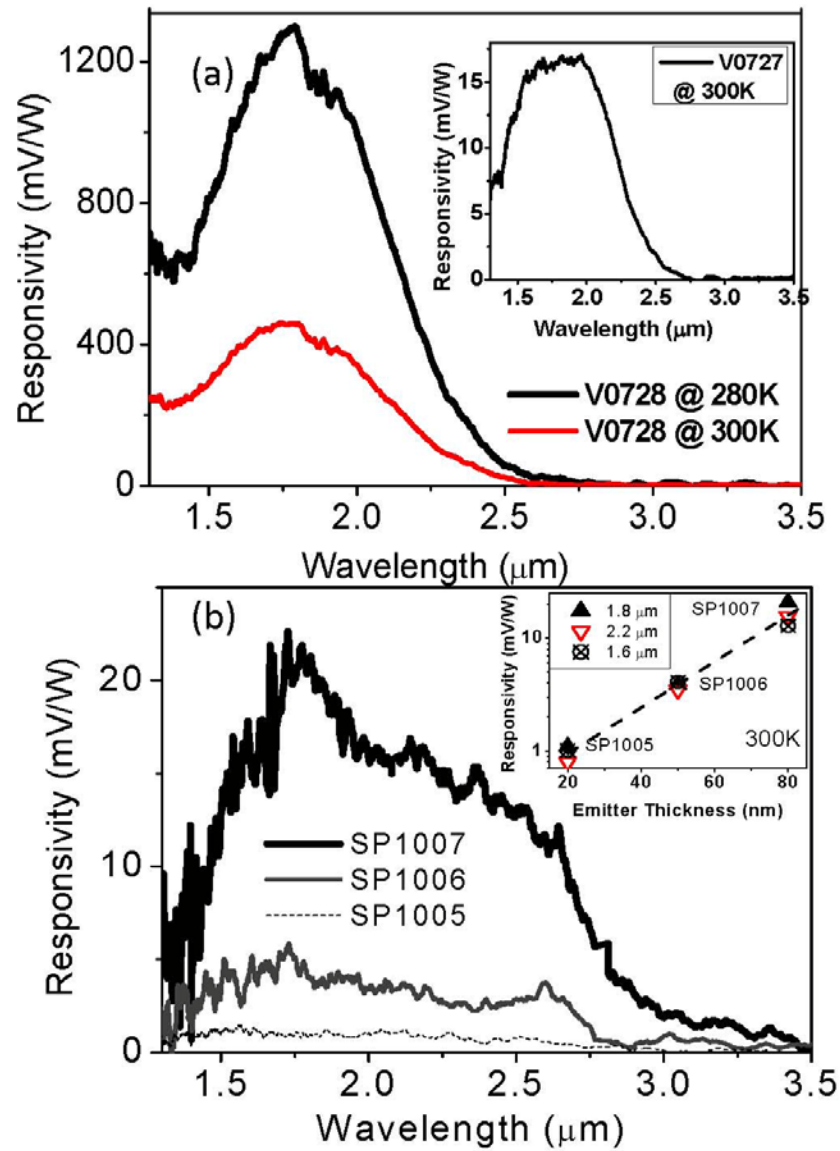 (a)
1200
800
400
0
Responsivity (mV/W)
1.5 2.0 2.5 3.0 3.5
Wavelength (μm)
V0728 @ 280K
V0728 @ 300K
V0727
@ 300K
15
10
5
0
Responsivity (mV/W)
1.5 2.0 2.5 3.0 3.5
Wavelength (μm)
(b)
20
10
0
Responsivity (mV/W)
1.5 2.0 2.5 3.0 3.5
Wavelength (μm)
SP1007
SP1006
SP1005
1.8 μm
2.2 μm
1.6 μm
SP1007
SP1006
SP1005
300K
10
1
Responsivity (mV/W)
20 40 60 80
Emitter Thickness (nm)